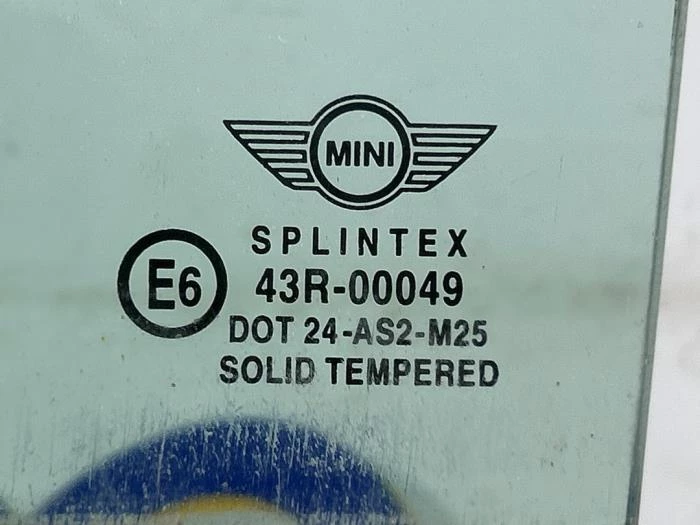 MINI
SPLINTEX
E6 43R-00049
DOT 24-AS2-M25
SOLID TEMPERED